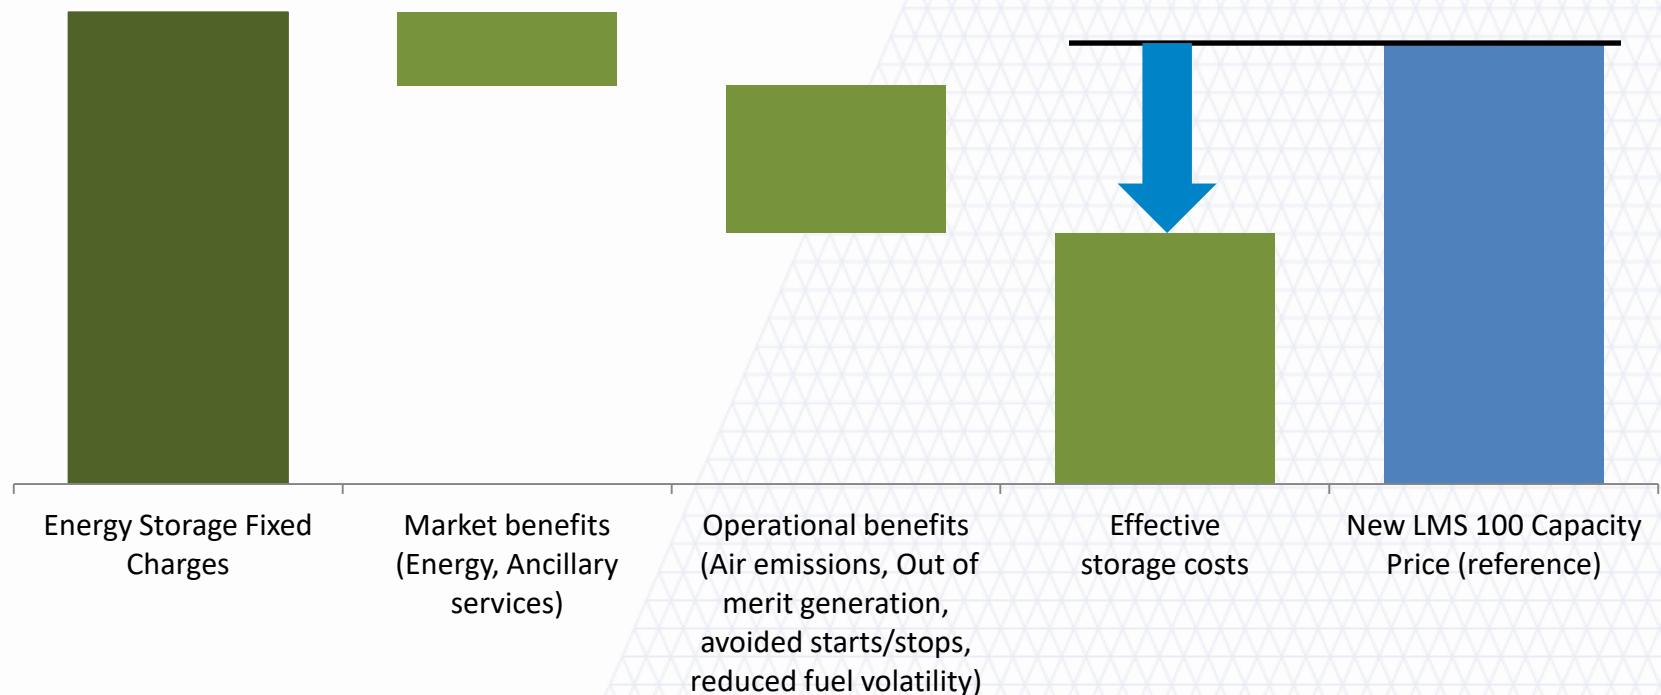 Energy Storage Fixed
Charges
Market benefits
(Energy, Ancillary
services)
Operational benefits
(Air emissions, Out of
merit generation,
avoided starts/stops,
reduced fuel volatility)
Effective
storage costs
New LMS 100 Capacity
Price (reference)